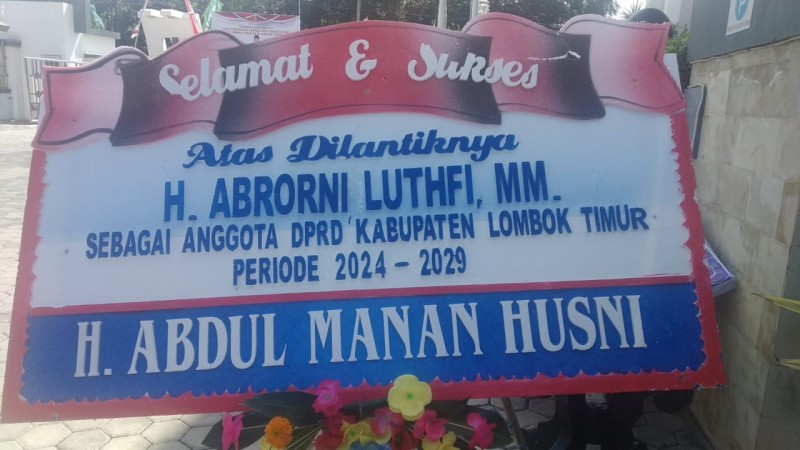 Selamat & Sukses
Atas Dilantiknya
H. ABRORNI LUTHFI, MM.
SEBAGAI ANGGOTA DPRD KABUPATEN LOMBOK TIMUR
PERIODE 2024 - 2029
H. ABDUL MANAN HUSNI